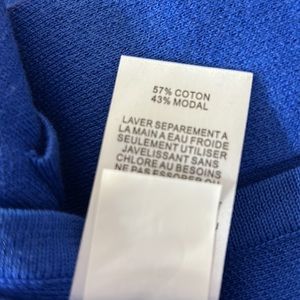 57% COTON
43% MODAL
LAVER SEPAREMENT A
LA MAIN A EAU FROIDE
SEULEMENT UTILISER
JAVELISSANT SANS
CHLORE AU BESOINS
NE PAS ESSORER OU